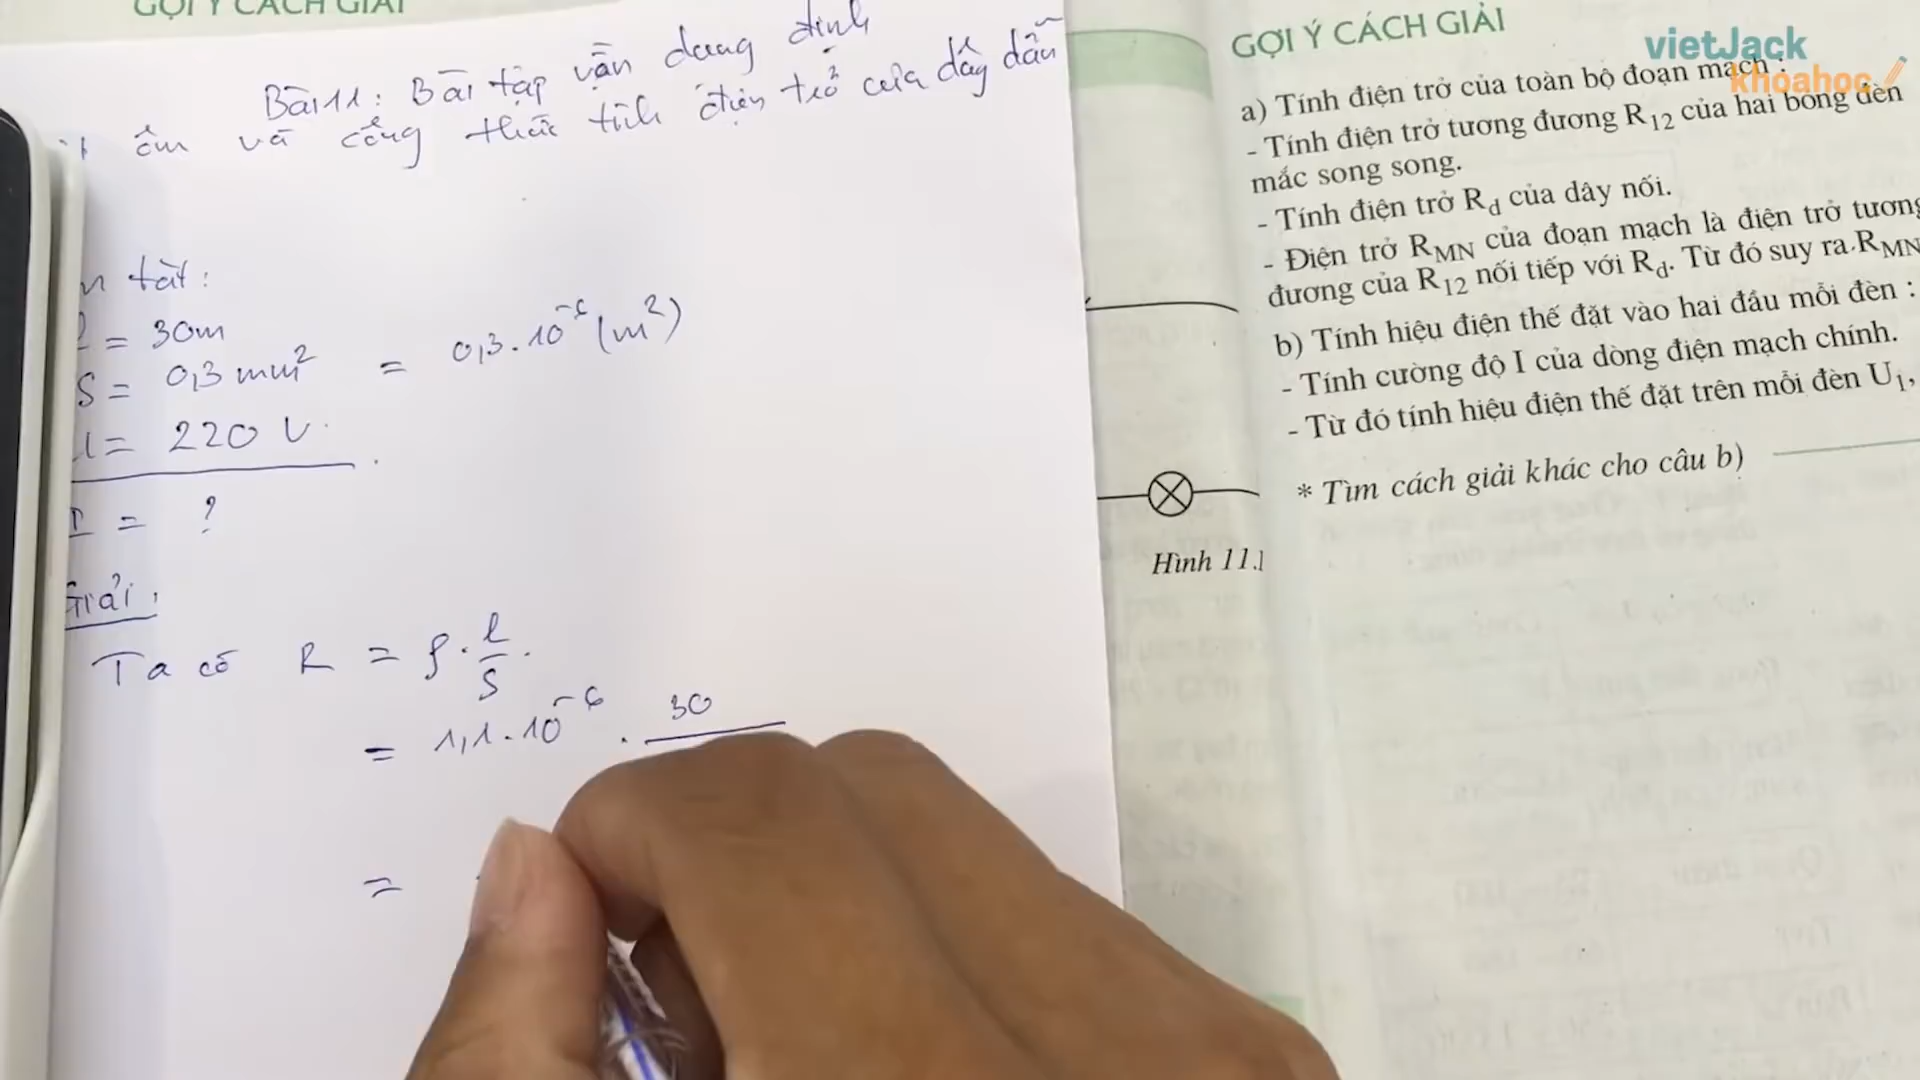 GỢI Ý CÁCH GIẢI
Bài 11: Bài tập vận dụng định
ôm và công thức tính điện trở của dây dẫn
tắt:
l = 30m
S = 0,3 mm² = 0,3.10⁻⁶ (m²)
= 220 V.
I = ?
Giải:
Ta có R = ρ.l/S.
= 1,1.10⁻⁶ . 30
=
GỢI Ý CÁCH GIẢI
vietJack
khoahoc
a) Tính điện trở của toàn bộ đoạn mạch :
- Tính điện trở tương đương R₁₂ của hai bóng đèn
mắc song song.
- Tính điện trở Rd của dây nối.
- Điện trở RMN của đoạn mạch là điện trở tương
đương của R₁₂ nối tiếp với Rd. Từ đó suy ra RMN
b) Tính hiệu điện thế đặt vào hai đầu mỗi đèn :
- Tính cường độ I của dòng điện mạch chính.
- Từ đó tính hiệu điện thế đặt trên mỗi đèn U₁,
* Tìm cách giải khác cho câu b)
Hình 11.1